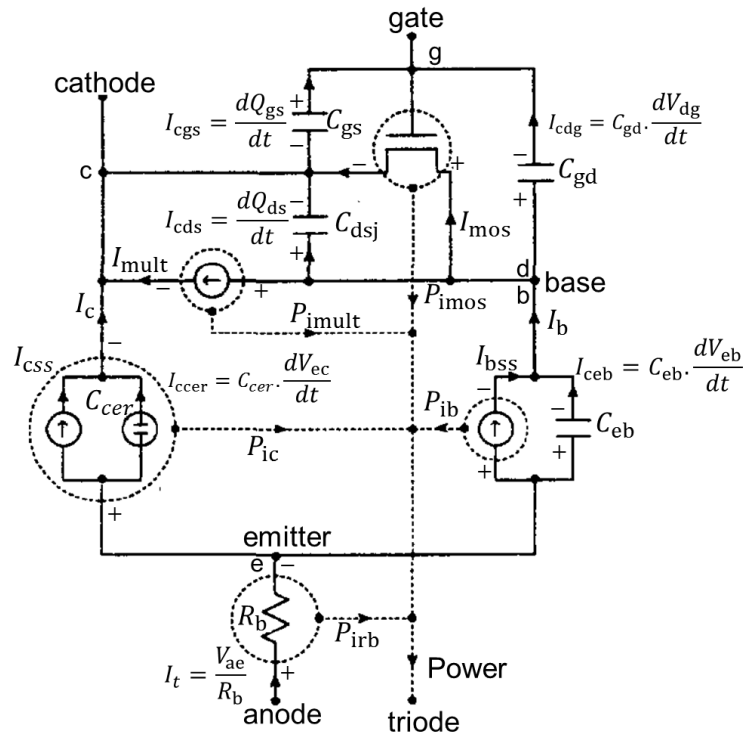 gate
g
cathode
I_cgs = dQ_gs/dt
C_gs
I_cdg = C_gd . dV_dg/dt
C_gd
c
I_cds = dQ_ds/dt
C_dsj
I_mos
I_mult
d
b
base
P_imos
I_c
P_imult
I_b
I_css
I_ccer = C_cer . dV_ec/dt
I_bss
I_ceb = C_eb . dV_eb/dt
C_cer
P_ib
P_ic
C_eb
emitter
e
R_b
P_irb
I_t = V_ae/R_b
Power
anode
triode